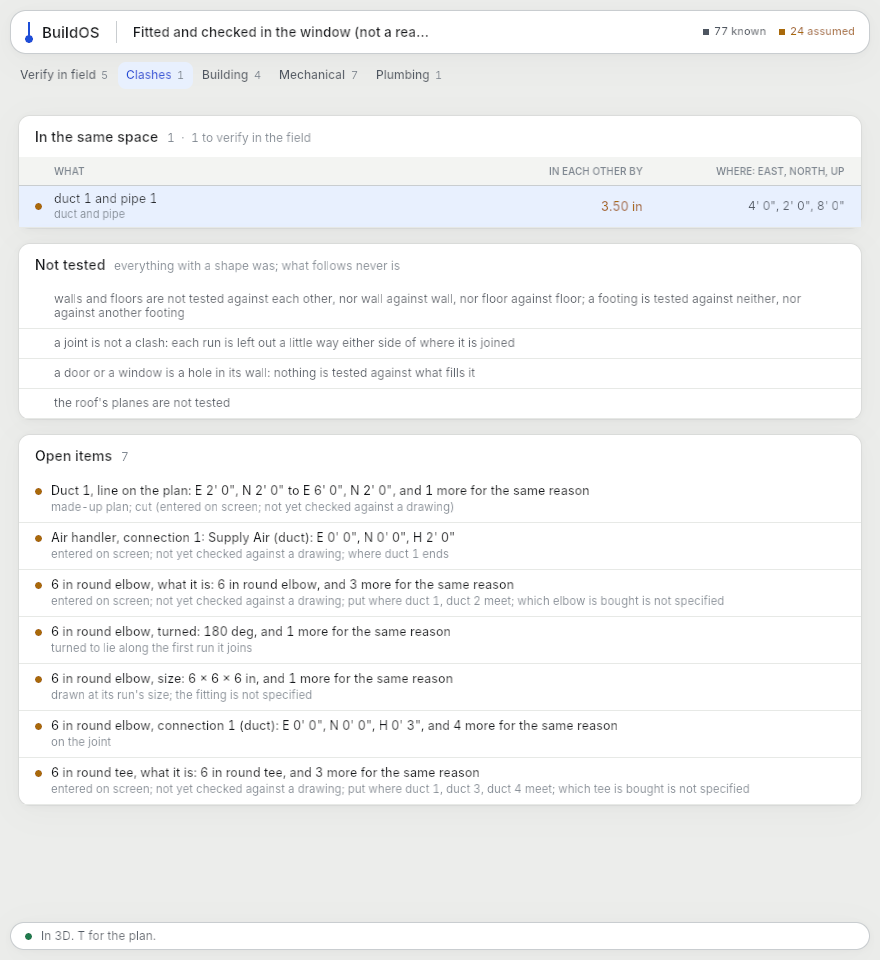 BuildOS
Fitted and checked in the window (not a rea...
77 known
24 assumed
Verify in field 5
Clashes 1
Building 4
Mechanical 7
Plumbing 1
In the same space 1 · 1 to verify in the field
WHAT
IN EACH OTHER BY
WHERE: EAST, NORTH, UP
duct 1 and pipe 1
duct and pipe
3.50 in
4' 0", 2' 0", 8' 0"
Not tested everything with a shape was; what follows never is
walls and floors are not tested against each other, nor wall against wall, nor floor against floor; a footing is tested against neither, nor
against another footing
a joint is not a clash: each run is left out a little way either side of where it is joined
a door or a window is a hole in its wall: nothing is tested against what fills it
the roof's planes are not tested
Open items 7
Duct 1, line on the plan: E 2' 0", N 2' 0" to E 6' 0", N 2' 0", and 1 more for the same reason
made-up plan; cut (entered on screen; not yet checked against a drawing)
Air handler, connection 1: Supply Air (duct): E 0' 0", N 0' 0", H 2' 0"
entered on screen; not yet checked against a drawing; where duct 1 ends
6 in round elbow, what it is: 6 in round elbow, and 3 more for the same reason
entered on screen; not yet checked against a drawing; put where duct 1, duct 2 meet; which elbow is bought is not specified
6 in round elbow, turned: 180 deg, and 1 more for the same reason
turned to lie along the first run it joins
6 in round elbow, size: 6 × 6 × 6 in, and 1 more for the same reason
drawn at its run's size; the fitting is not specified
6 in round elbow, connection 1 (duct): E 0' 0", N 0' 0", H 0' 3", and 4 more for the same reason
on the joint
6 in round tee, what it is: 6 in round tee, and 3 more for the same reason
entered on screen; not yet checked against a drawing; put where duct 1, duct 3, duct 4 meet; which tee is bought is not specified
In 3D. T for the plan.